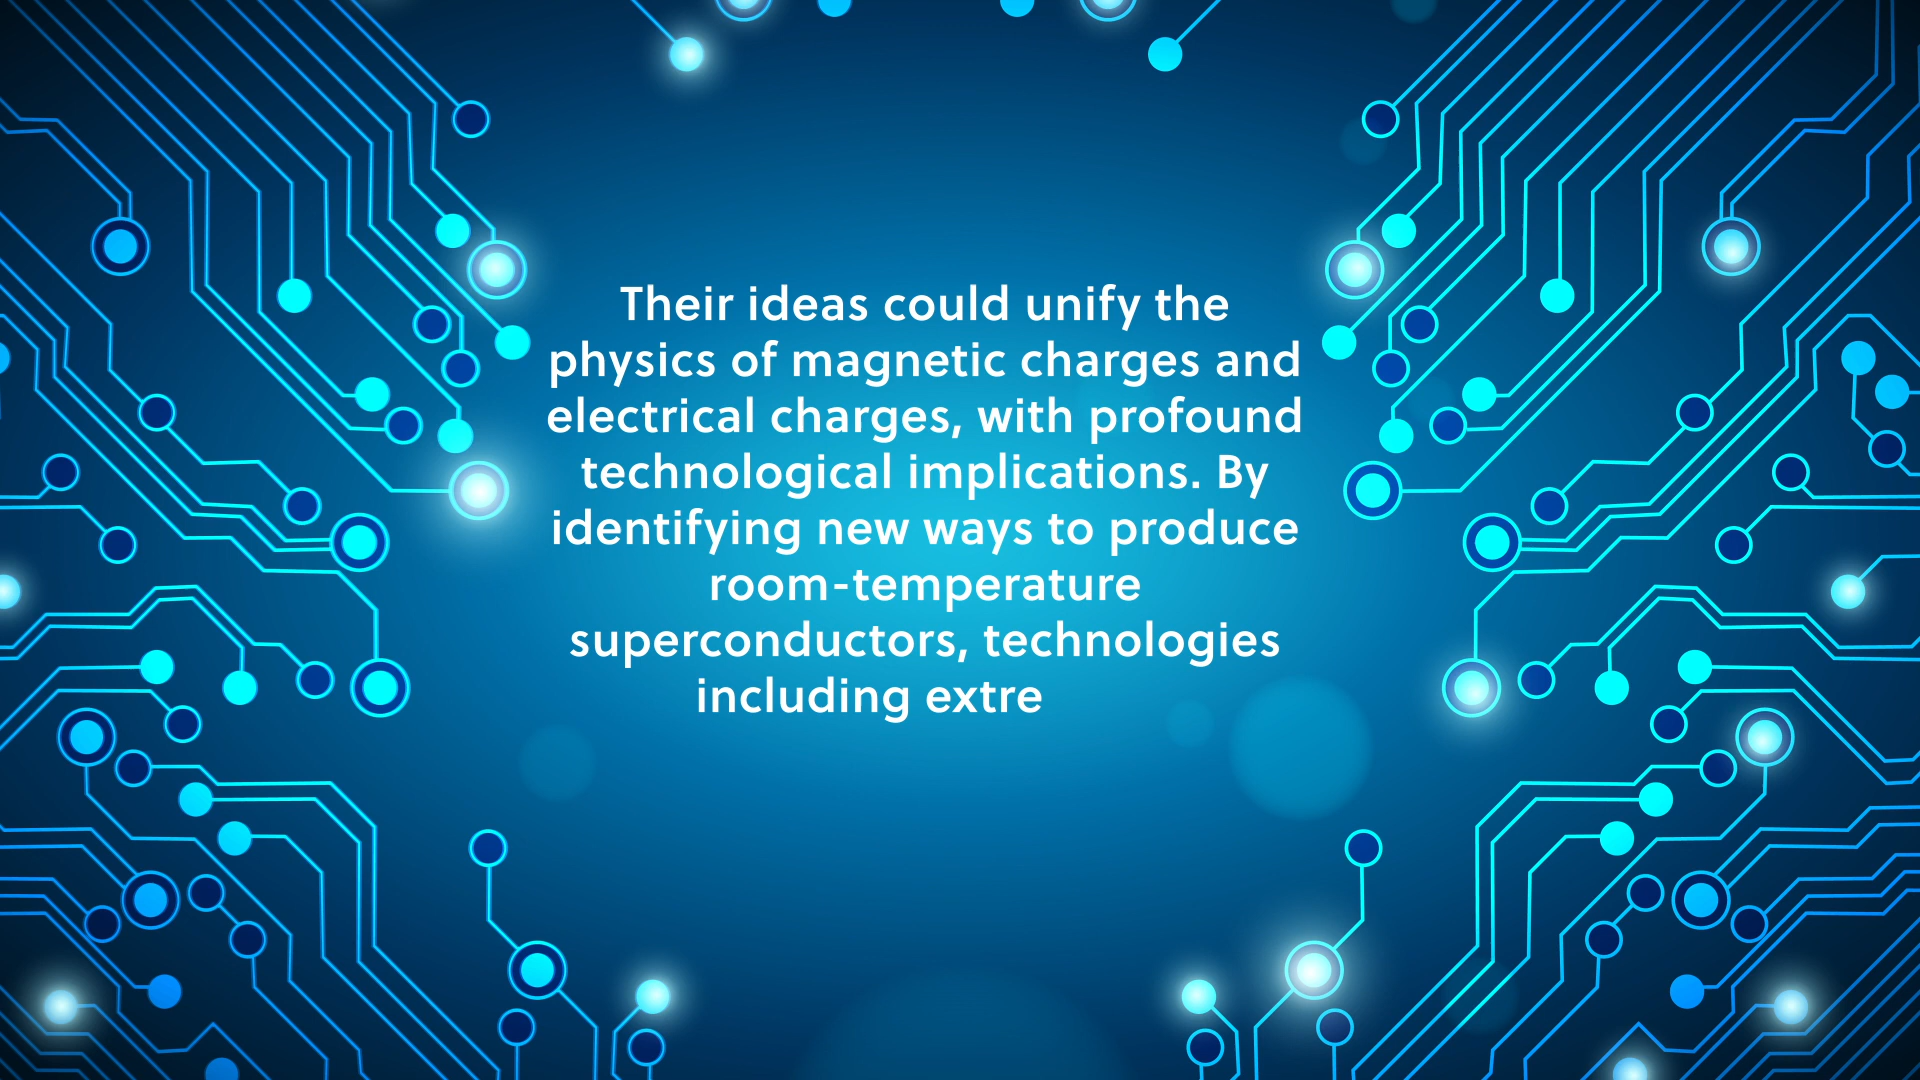 Their ideas could unify the
physics of magnetic charges and
electrical charges, with profound
technological implications. By
identifying new ways to produce
room-temperature
superconductors, technologies
including extre